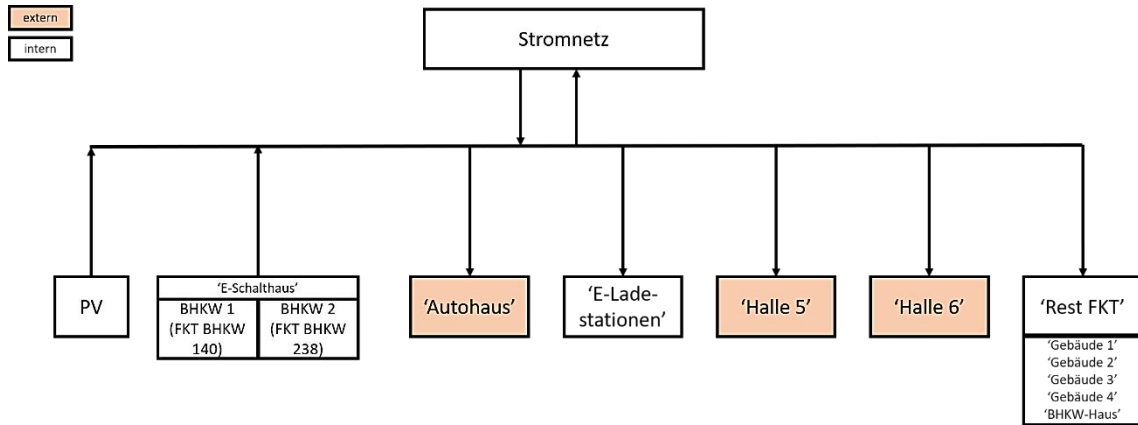 extern
intern
Stromnetz
PV
‘E-Schalthaus’
BHKW 1
(FKT BHKW
140)
BHKW 2
(FKT BHKW
238)
‘Autohaus’
‘E-Lade-
stationen’
‘Halle 5’
‘Halle 6’
‘Rest FKT’
‘Gebäude 1’
‘Gebäude 2’
‘Gebäude 3’
‘Gebäude 4’
‘BHKW-Haus’